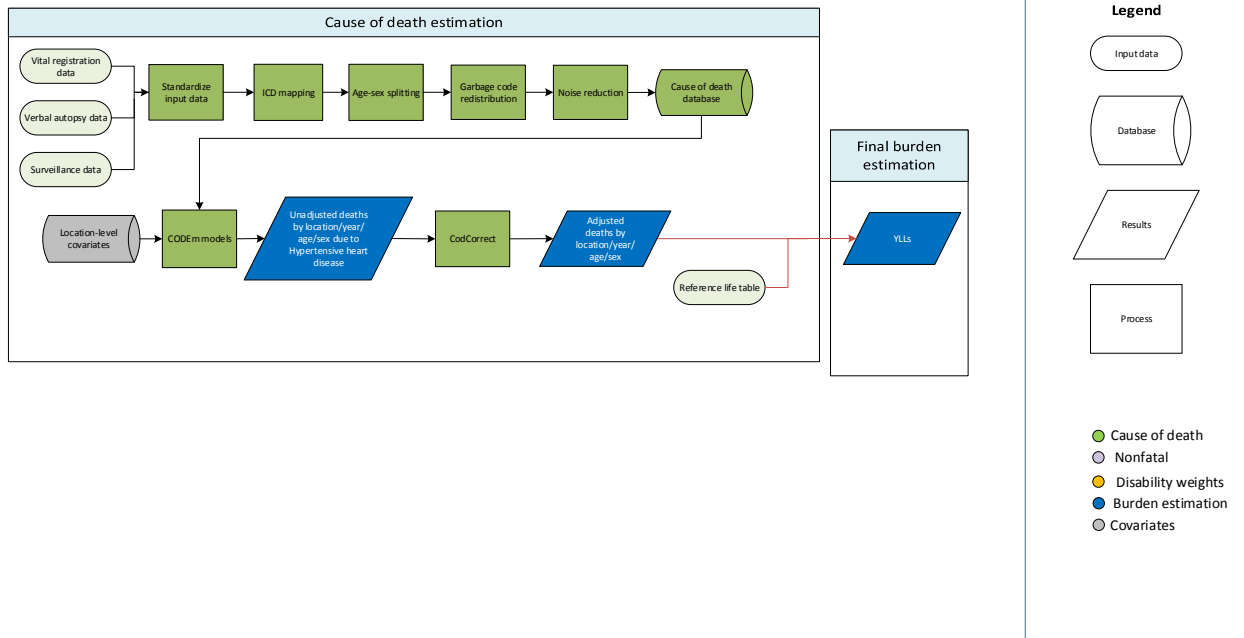 Cause of death estimation
Vital registration
data
Verbal autopsy data
Surveillance data
Standardize
input data
ICD mapping
Age-sex splitting
Garbage code
redistribution
Noise reduction
Cause of death
database
Location-level
covariates
CODEm models
Unadjusted deaths
by location/year/
age/sex due to
Hypertensive heart
disease
CodCorrect
Adjusted
deaths by
location/year/
age/sex
Reference life table
Final burden
estimation
YLLs
Legend
Input data
Database
Results
Process
Cause of death
Nonfatal
Disability weights
Burden estimation
Covariates